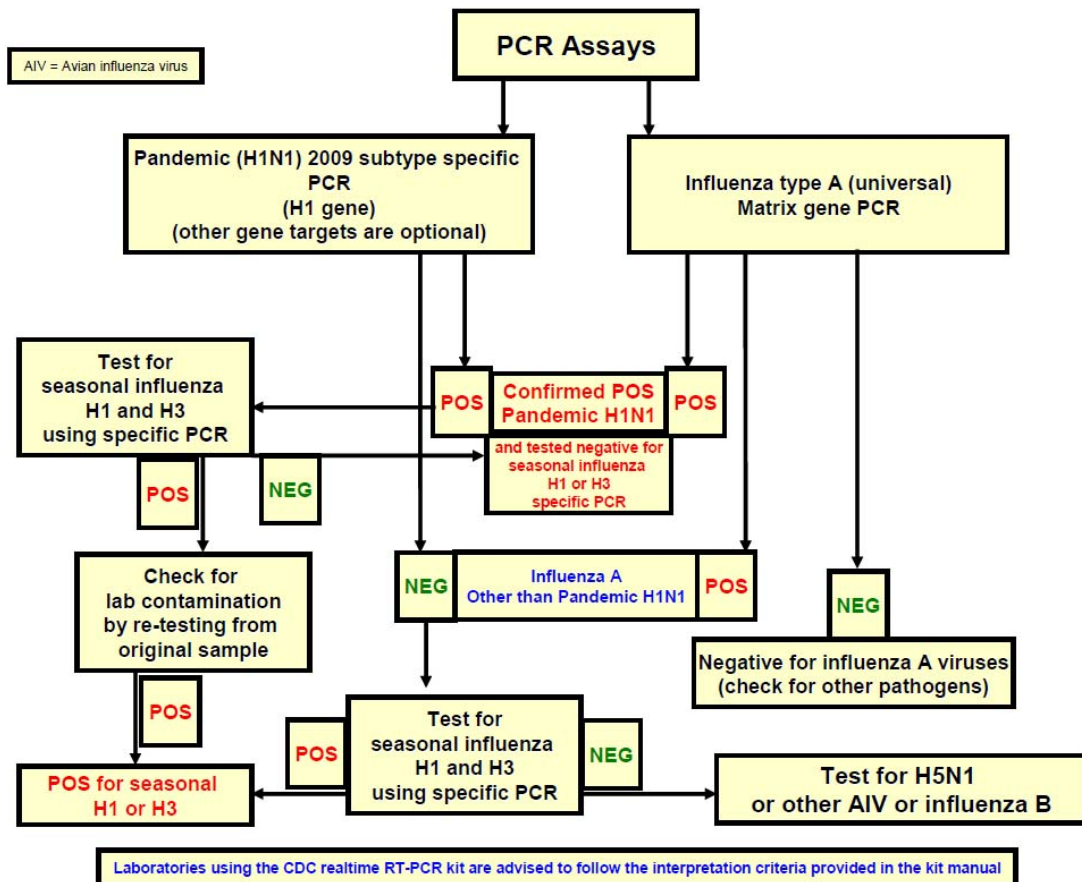 PCR Assays
AIV = Avian influenza virus
Pandemic (H1N1) 2009 subtype specific
PCR
(H1 gene)
(other gene targets are optional)
Influenza type A (universal)
Matrix gene PCR
Test for
seasonal influenza
H1 and H3
using specific PCR
POS
Confirmed POS
Pandemic H1N1
POS
and tested negative for
seasonal influenza
H1 or H3
specific PCR
POS
NEG
Check for
lab contamination
by re-testing from
original sample
NEG
Influenza A
Other than Pandemic H1N1
POS
NEG
Negative for influenza A viruses
(check for other pathogens)
POS
POS
Test for
seasonal influenza
H1 and H3
using specific PCR
NEG
POS for seasonal
H1 or H3
Test for H5N1
or other AIV or influenza B
Laboratories using the CDC realtime RT-PCR kit are advised to follow the interpretation criteria provided in the kit manual